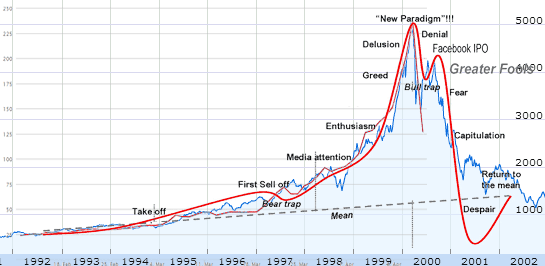 "New Paradigm"!!!
5000
Denial
Delusion
Facebook IPO
4000
Greater Fools
Greed
Bull trap
Fear
3000
Enthusiasm
Capitulation
Media attention
2000
First Sell off
Return to
the mean
Bear trap
Take off
Mean
Despair
1000
250
225
200
175
150
125
100
75
50
25
1992
1993
1994
1995
1996
1997
1998
1999
2000
2001
2002